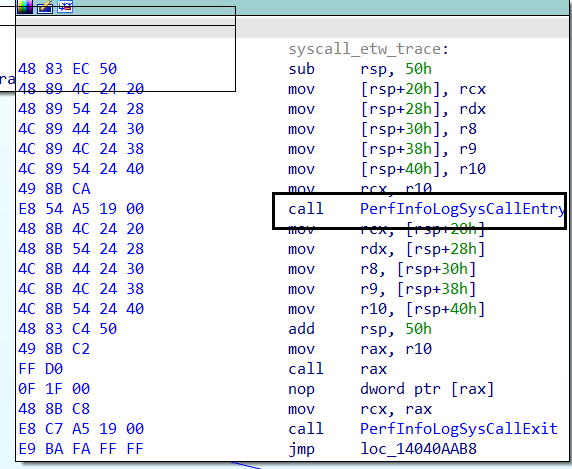 syscall_etw_trace:
48 83 EC 50 sub rsp, 50h
48 89 4C 24 20 mov [rsp+20h], rcx
48 89 54 24 28 mov [rsp+28h], rdx
4C 89 44 24 30 mov [rsp+30h], r8
4C 89 4C 24 38 mov [rsp+38h], r9
4C 89 54 24 40 mov [rsp+40h], r10
49 8B CA mov rcx, r10
E8 54 A5 19 00 call PerfInfoLogSysCallEntry
48 8B 4C 24 20 mov rcx, [rsp+20h]
48 8B 54 24 28 mov rdx, [rsp+28h]
4C 8B 44 24 30 mov r8, [rsp+30h]
4C 8B 4C 24 38 mov r9, [rsp+38h]
4C 8B 54 24 40 mov r10, [rsp+40h]
48 83 C4 50 add rsp, 50h
49 8B C2 mov rax, r10
FF D0 call rax
0F 1F 00 nop dword ptr [rax]
48 8B C8 mov rcx, rax
E8 C7 A5 19 00 call PerfInfoLogSysCallExit
E9 BA FA FF FF jmp loc_14040AAB8